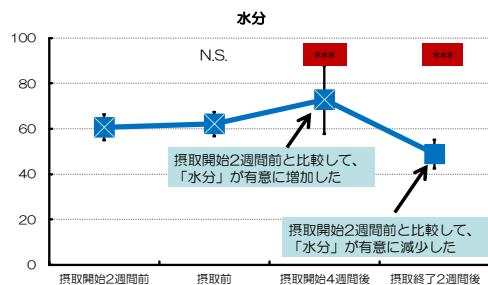 水分
100
80
60
40
20
0
N.S.
***
***
摂取開始2週間前と比較して、
「水分」が有意に増加した
摂取開始2週間前と比較して、
「水分」が有意に減少した
摂取開始2週間前
摂取前
摂取開始4週間後
摂取終了2週間後